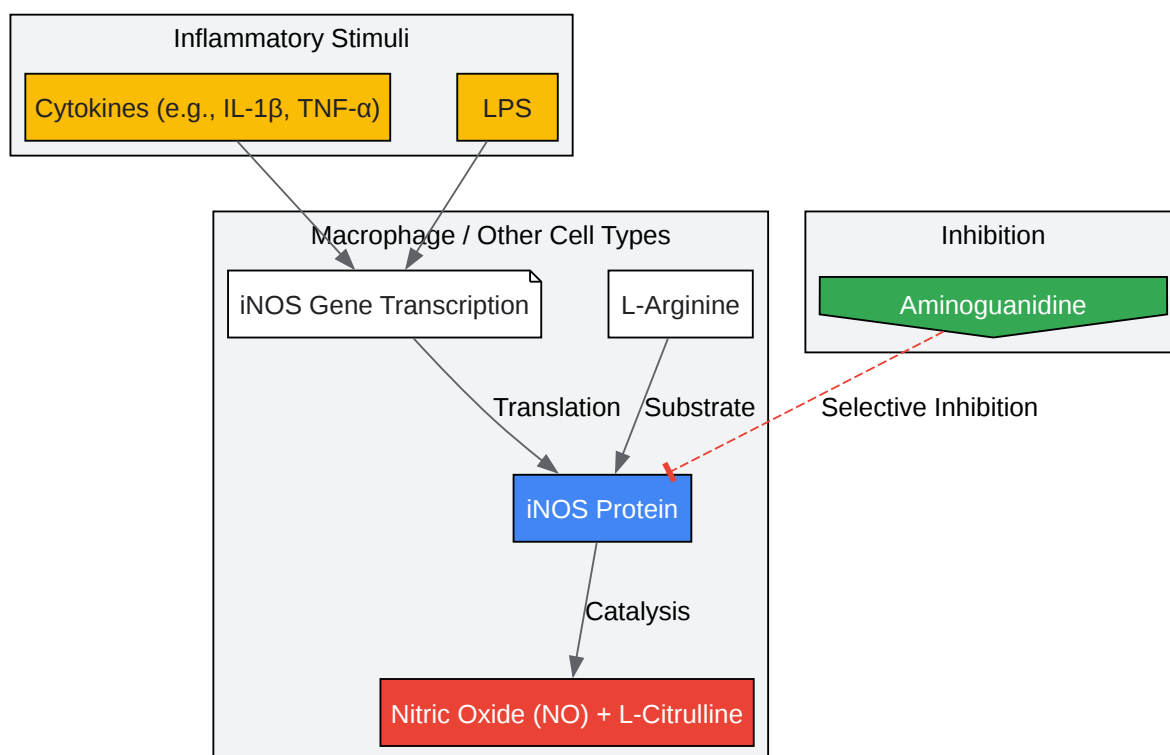 Inflammatory Stimuli
Cytokines (e.g., IL-1β, TNF-α)
LPS
Macrophage / Other Cell Types
Inhibition
iNOS Gene Transcription
L-Arginine
Aminoguanidine
Translation
Substrate
Selective Inhibition
iNOS Protein
Catalysis
Nitric Oxide (NO) + L-Citrulline